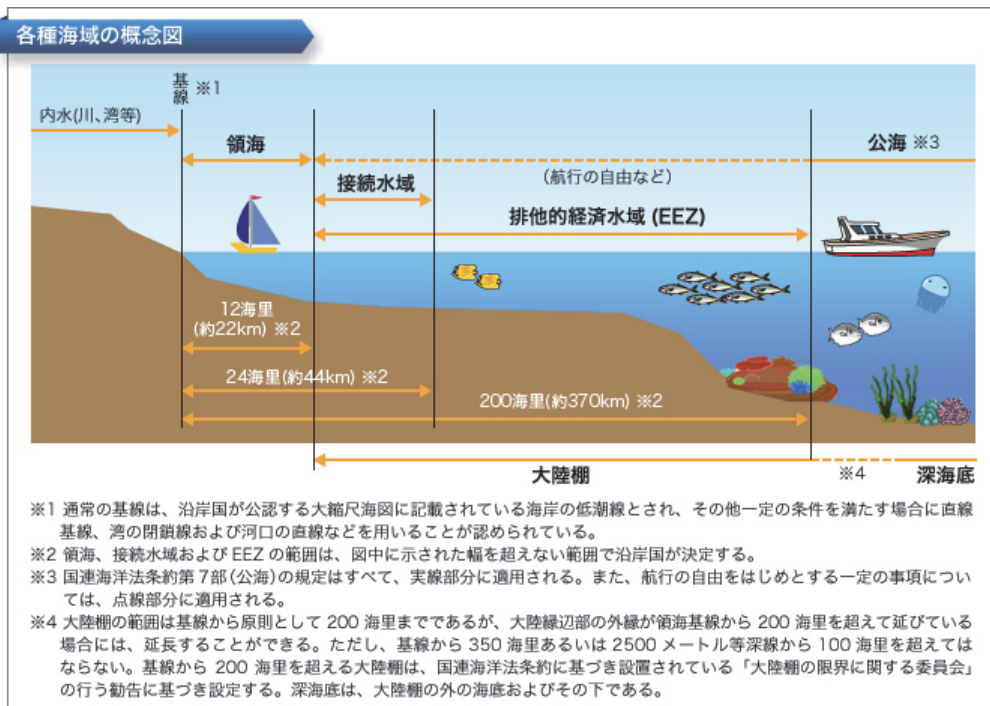 各種海域の概念図
基線 ※1
内水(川、湾等)
領海
公海 ※3
接続水域
(航行の自由など)
排他的経済水域 (EEZ)
12海里
(約22km) ※2
24海里(約44km) ※2
200海里(約370km) ※2
大陸棚
※4
深海底
※1 通常の基線は、沿岸国が公認する大縮尺海図に記載されている海岸の低潮線とされ、その他一定の条件を満たす場合に直線
基線、湾の閉鎖線および河口の直線などを用いることが認められている。
※2 領海、接続水域および EEZ の範囲は、図中に示された幅を超えない範囲で沿岸国が決定する。
※3 国連海洋法条約第 7 部(公海)の規定はすべて、実線部分に適用される。また、航行の自由をはじめとする一定の事項につい
ては、点線部分に適用される。
※4 大陸棚の範囲は基線から原則として 200 海里までであるが、大陸縁辺部の外縁が領海基線から 200 海里を超えて延びている
場合には、延長することができる。ただし、基線から 350 海里あるいは 2500 メートル等深線から 100 海里を超えては
ならない。基線から 200 海里を超える大陸棚は、国連海洋法条約に基づき設置されている「大陸棚の限界に関する委員会」
の行う勧告に基づき設定する。深海底は、大陸棚の外の海底およびその下である。